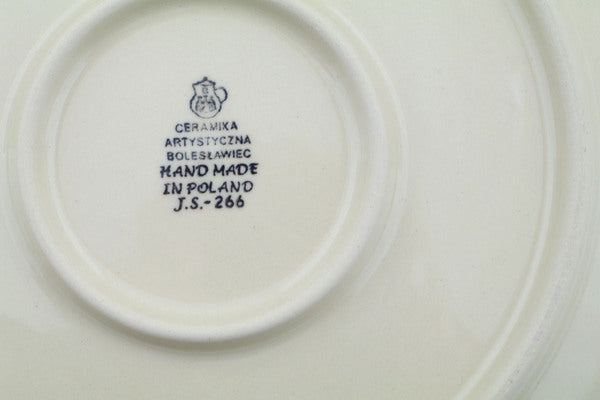 CERAMIKA
ARTYSTYCZNA
BOLESŁAWIEC
HAND MADE
IN POLAND
J.S.-266